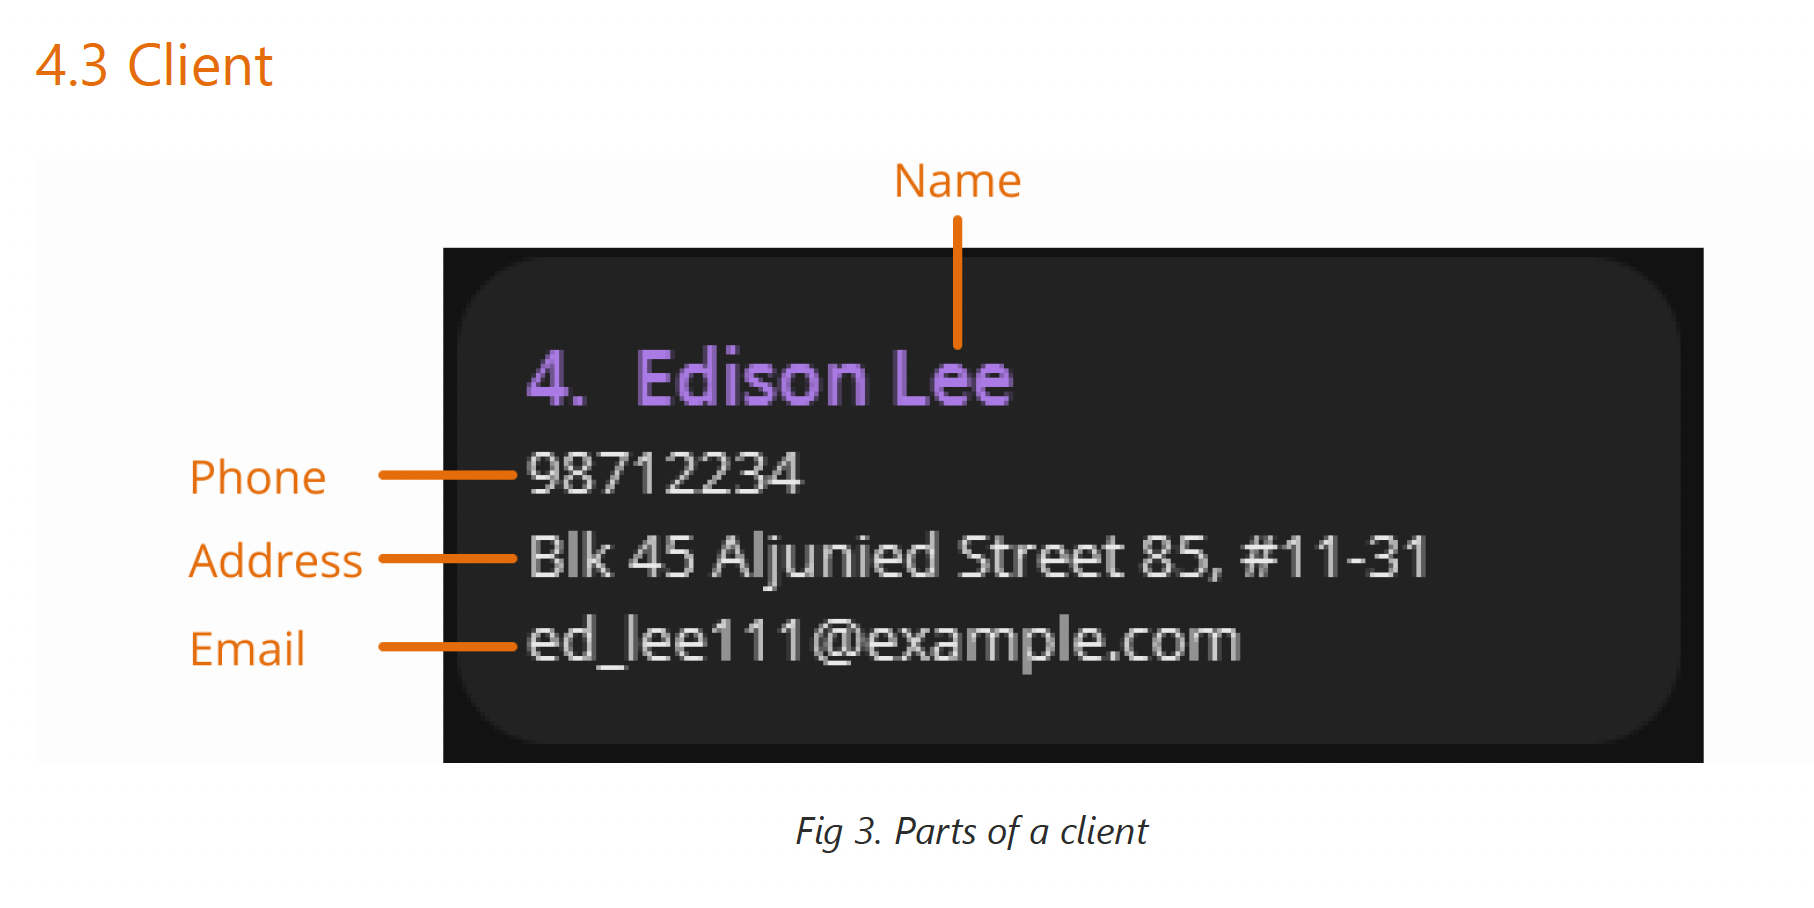 4.3 Client
Name
4. Edison Lee
Phone 98712234
Address Blk 45 Aljunied Street 85, #11-31
Email ed_lee111@example.com
Fig 3. Parts of a client